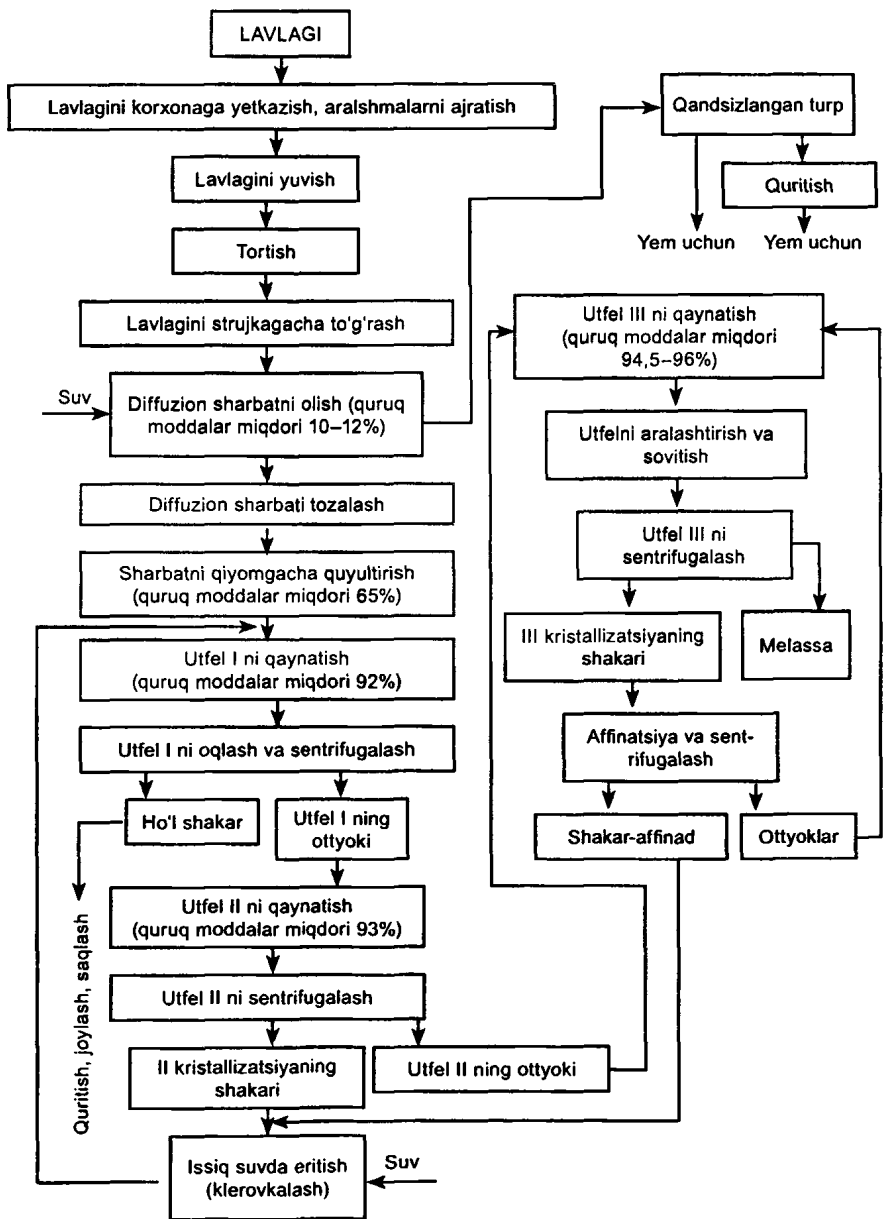 LAVLAGI
Lavlagini korxonaga yetkazish, aralshmalarni ajratish
Lavlagini yuvish
Tortish
Lavlagini strujkagacha to'g'rash
Suv
Diffuzion sharbatni olish (quruq
moddalar miqdori 10–12%)
Diffuzion sharbati tozalash
Sharbatni qiyomgacha quyultirish
(quruq moddalar miqdori 65%)
Utfel I ni qaynatish
(quruq moddalar miqdori 92%)
Utfel I ni oqlash va sentrifugalash
Ho'l shakar
Utfel I ning
ottyoki
Quritish, joylash, saqlash
Utfel II ni qaynatish
(quruq moddalar miqdori 93%)
Utfel II ni sentrifugalash
II kristallizatsiyaning
shakari
Utfel II ning ottyoki
Issiq suvda eritish
(klerovkalash)
Suv
Qandsizlangan turp
Quritish
Yem uchun
Yem uchun
Utfel III ni qaynatish
(quruq moddalar miqdori
94,5–96%)
Utfelni aralashtirish va
sovitish
Utfel III ni
sentrifugalash
III kristallizatsiyaning
shakari
Melassa
Affinatsiya va sent-
rifugalash
Shakar-affinad
Ottyoklar